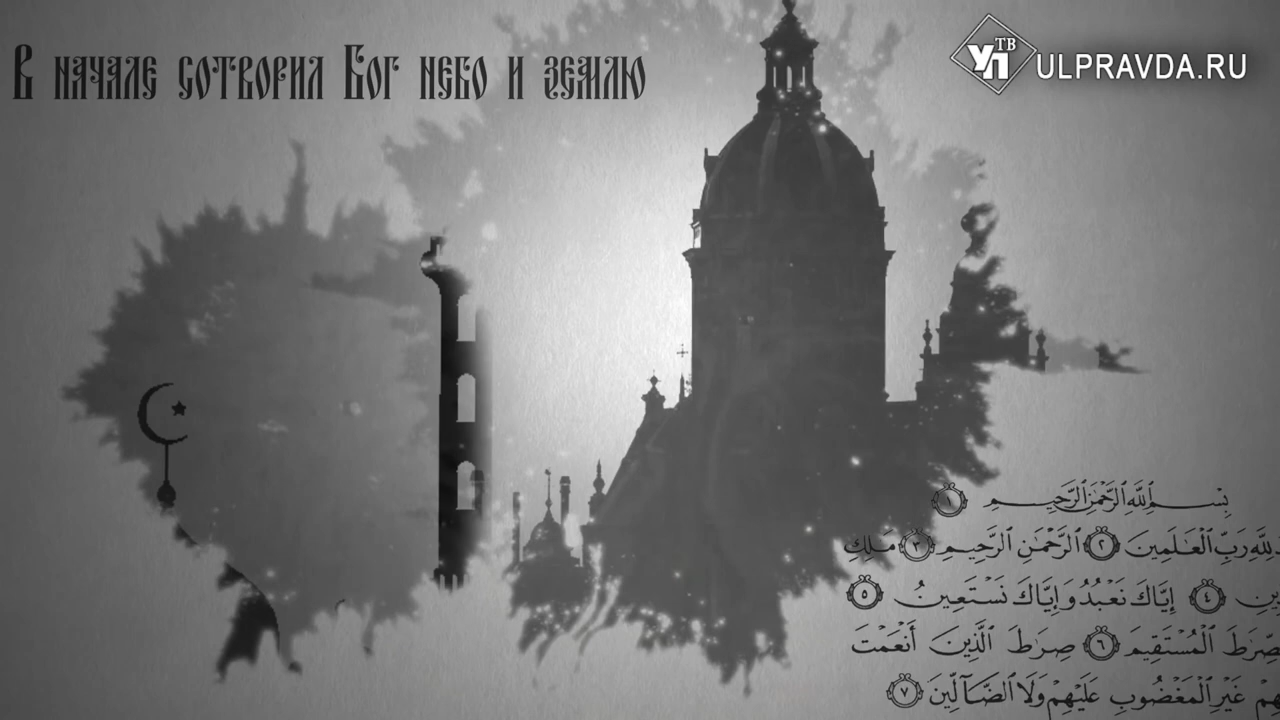 В начале сотворил Бог небо и землю
УП ТВ
ULPRAVDA.RU
بِسْمِ ٱللَّهِ ٱلرَّحْمَٰنِ ٱلرَّحِيمِ ١
لِلَّهِ رَبِّ ٱلْعَٰلَمِينَ ٢ ٱلرَّحْمَٰنِ ٱلرَّحِيمِ ٣ مَٰلِكِ
٤ إِيَّاكَ نَعْبُدُ وَإِيَّاكَ نَسْتَعِينُ ٥
ٱلْمُسْتَقِيمَ ٦ صِرَٰطَ ٱلَّذِينَ أَنْعَمْتَ
غَيْرِ ٱلْمَغْضُوبِ عَلَيْهِمْ وَلَا ٱلضَّآلِّينَ ٧